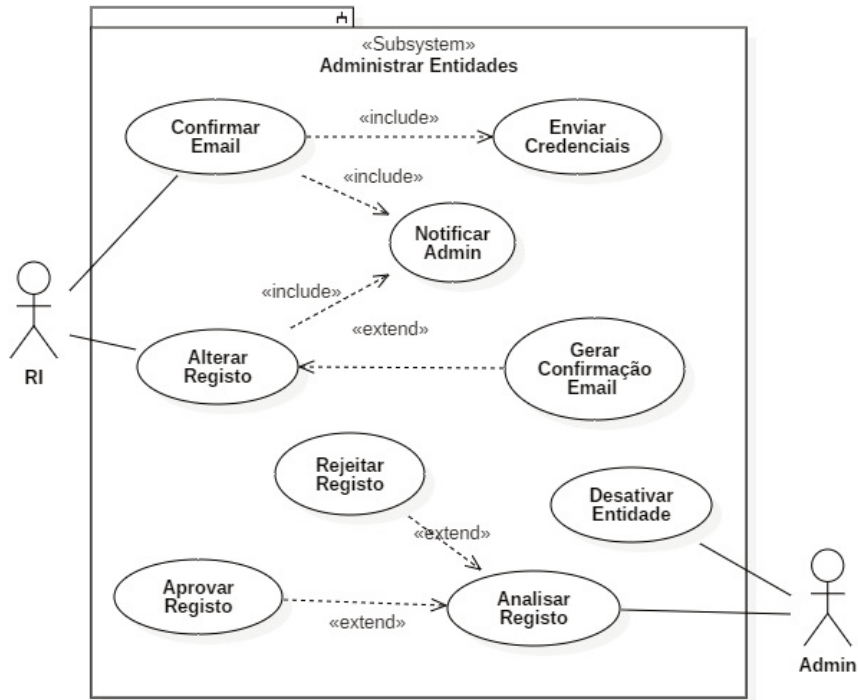 «Subsystem»
Administrar Entidades
Confirmar
Email
«include»
Enviar
Credenciais
«include»
Notificar
Admin
«include»
RI
Alterar
Registo
«extend»
Gerar
Confirmação
Email
Rejeitar
Registo
«extend»
Desativar
Entidade
Aprovar
Registo
«extend»
Analisar
Registo
Admin